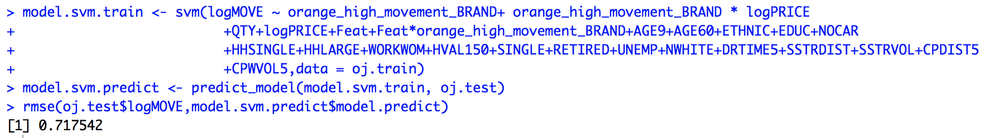 > model.svm.train <- svm(logMOVE ~ orange_high_movement_BRAND+ orange_high_movement_BRAND * logPRICE
+                         +QTY+logPRICE+Feat+Feat*orange_high_movement_BRAND+AGE9+AGE60+ETHNIC+EDUC+NOCAR
+                         +HHSINGLE+HHLARGE+WORKWOM+HVAL150+SINGLE+RETIRED+UNEMP+NWHITE+DRTIME5+SSTRDIST+SSTRVOL+CPDIST5
+                         +CPWVOL5,data = oj.train)
> model.svm.predict <- predict_model(model.svm.train, oj.test)
> rmse(oj.test$logMOVE,model.svm.predict$model.predict)
[1] 0.717542